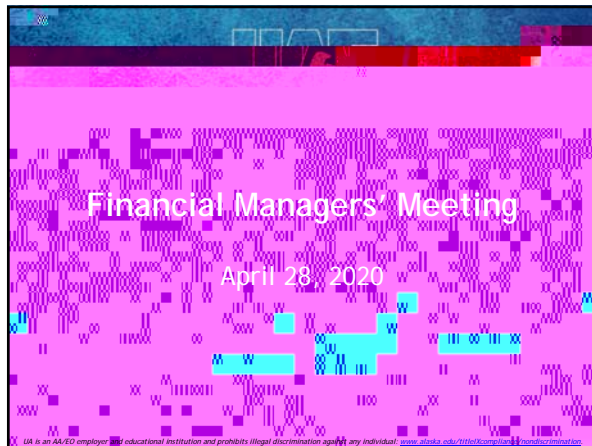 UAF
Financial Managers' Meeting
April 28, 2020
UA is an AA/EO employer and educational institution and prohibits illegal discrimination against any individual: www.alaska.edu/titleIXcompliance/nondiscrimination.